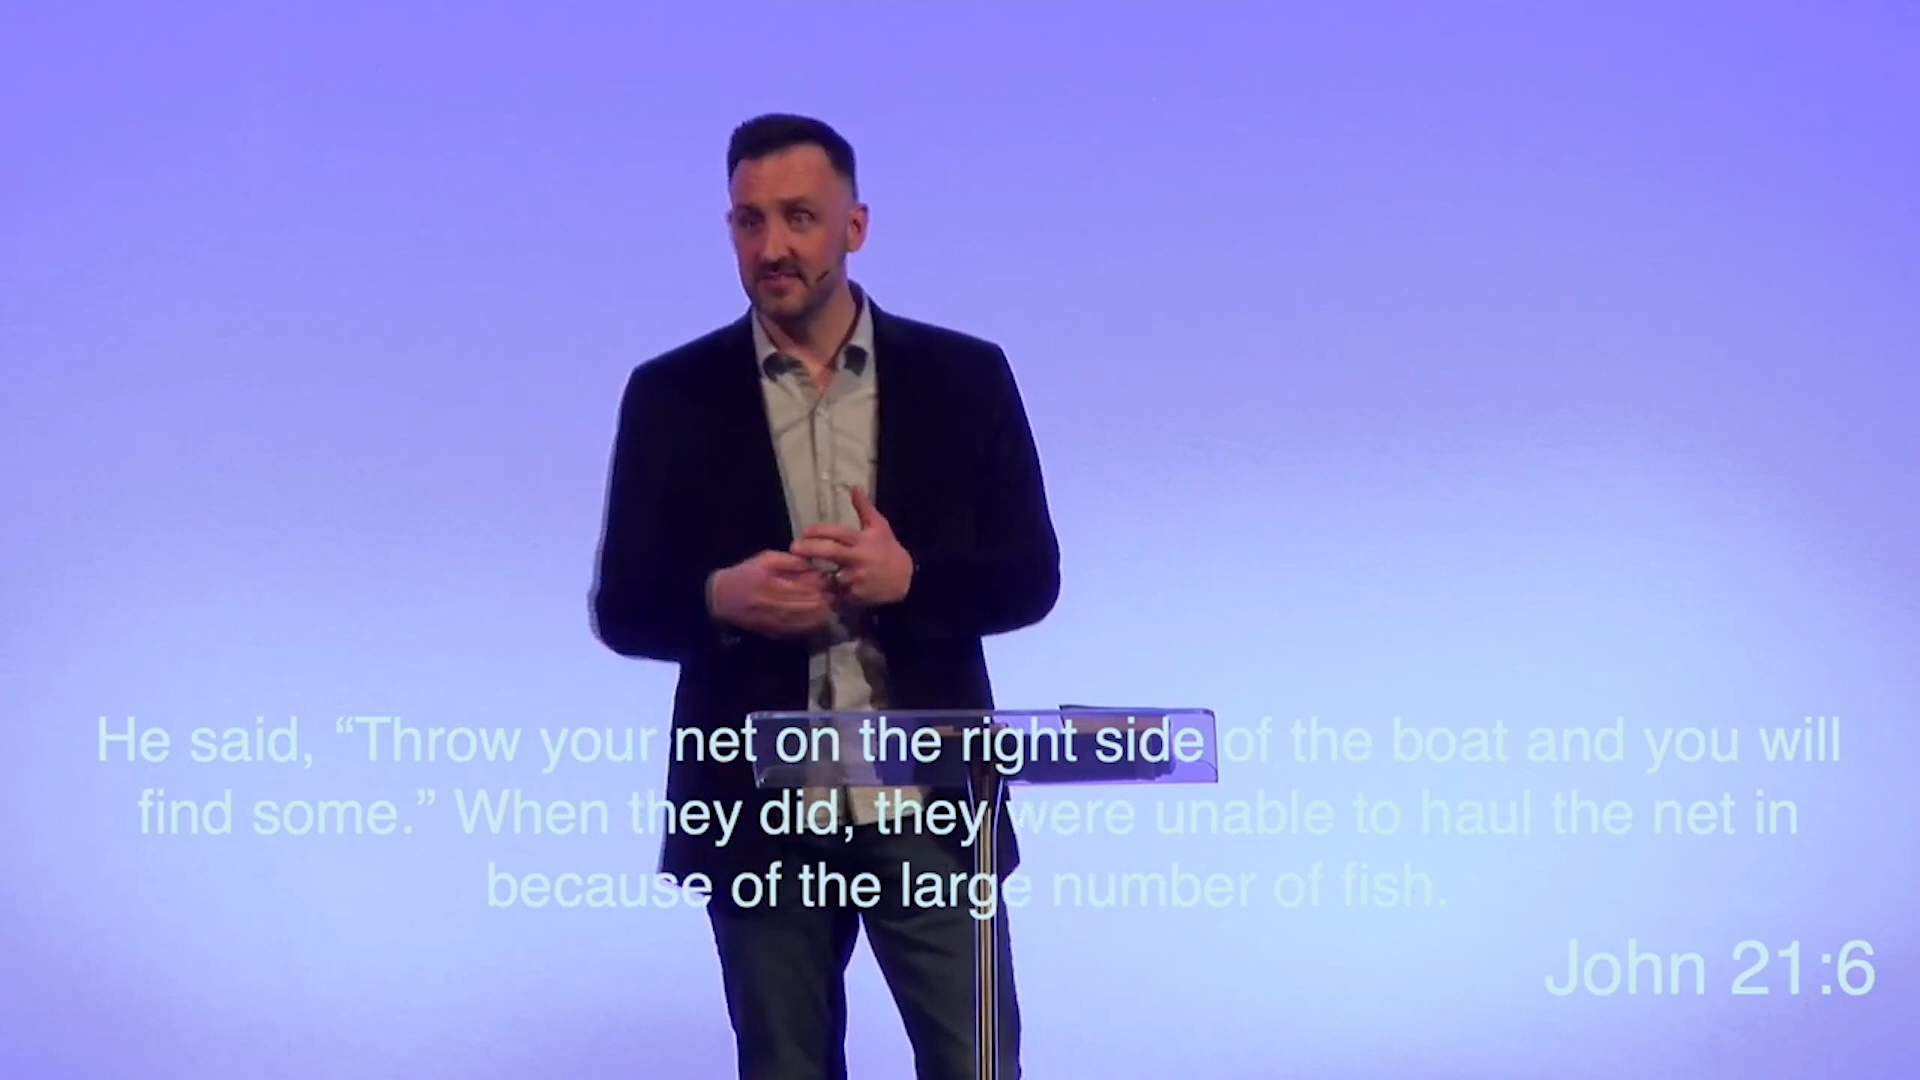 He said, “Throw your net on the right side of the boat and you will
find some.” When they did, they were unable to haul the net in
because of the large number of fish.
John 21:6